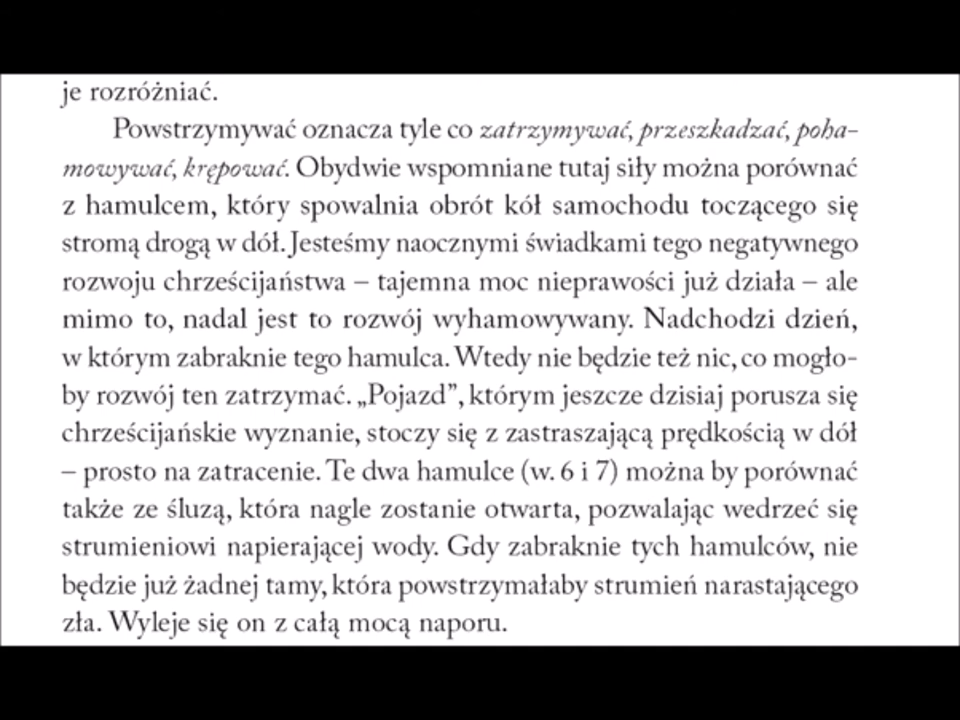 je rozróżniać.
Powstrzymywać oznacza tyle co zatrzymywać, przeszkadzać, poha-
mowywać, krępować. Obydwie wspomniane tutaj siły można porównać
z hamulcem, który spowalnia obrót kół samochodu toczącego się
stromą drogą w dół. Jesteśmy naocznymi świadkami tego negatywnego
rozwoju chrześcijaństwa – tajemna moc nieprawości już działa – ale
mimo to, nadal jest to rozwój wyhamowywany. Nadchodzi dzień,
w którym zabraknie tego hamulca. Wtedy nie będzie też nic, co mogło-
by rozwój ten zatrzymać. „Pojazd”, którym jeszcze dzisiaj porusza się
chrześcijańskie wyznanie, stoczy się z zastraszającą prędkością w dół
– prosto na zatracenie. Te dwa hamulce (w. 6 i 7) można by porównać
także ze śluzą, która nagle zostanie otwarta, pozwalając wedrzeć się
strumieniowi napierającej wody. Gdy zabraknie tych hamulców, nie
będzie już żadnej tamy, która powstrzymałaby strumień narastającego
zła. Wyleje się on z całą mocą naporu.